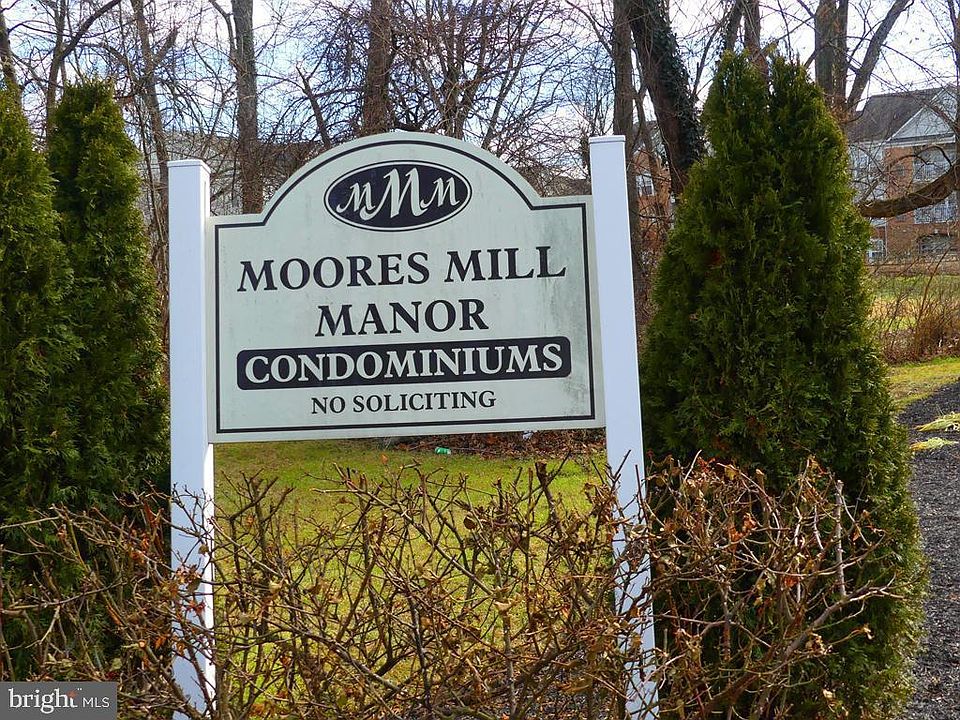 MMM
MOORES MILL
MANOR
CONDOMINIUMS
NO SOLICITING
bright MLS